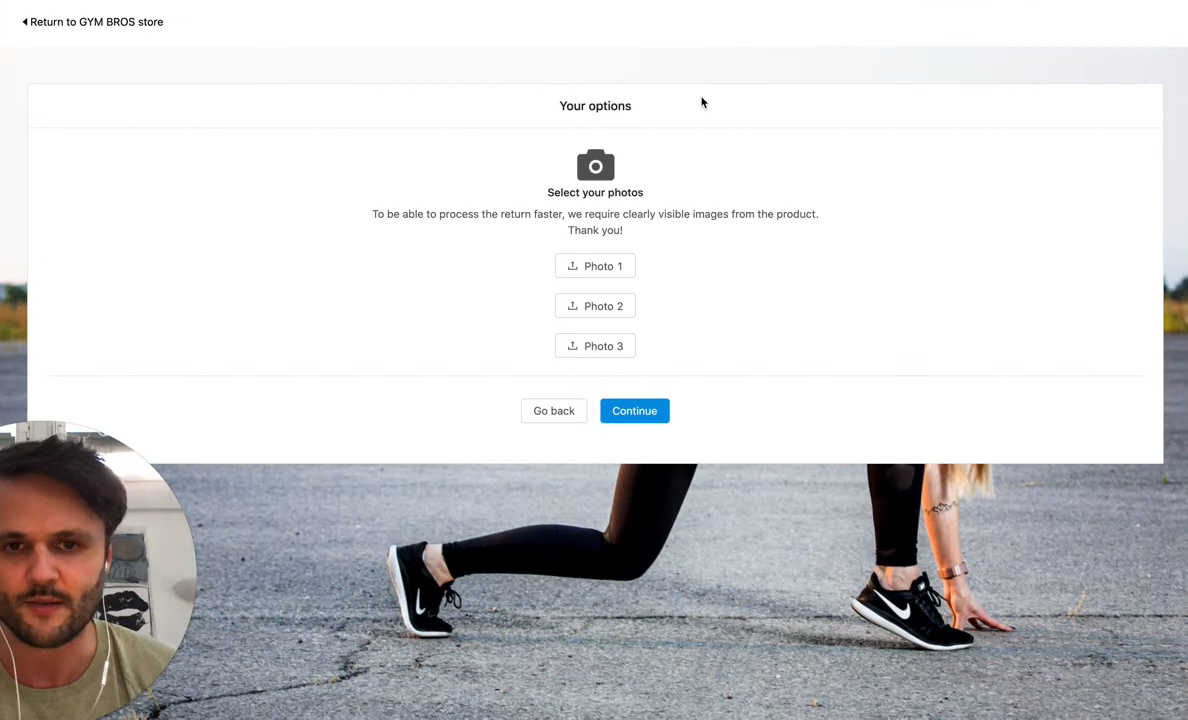 Return to GYM BROS store
Your options
Select your photos
To be able to process the return faster, we require clearly visible images from the product.
Thank you!
Photo 1
Photo 2
Photo 3
Go back
Continue